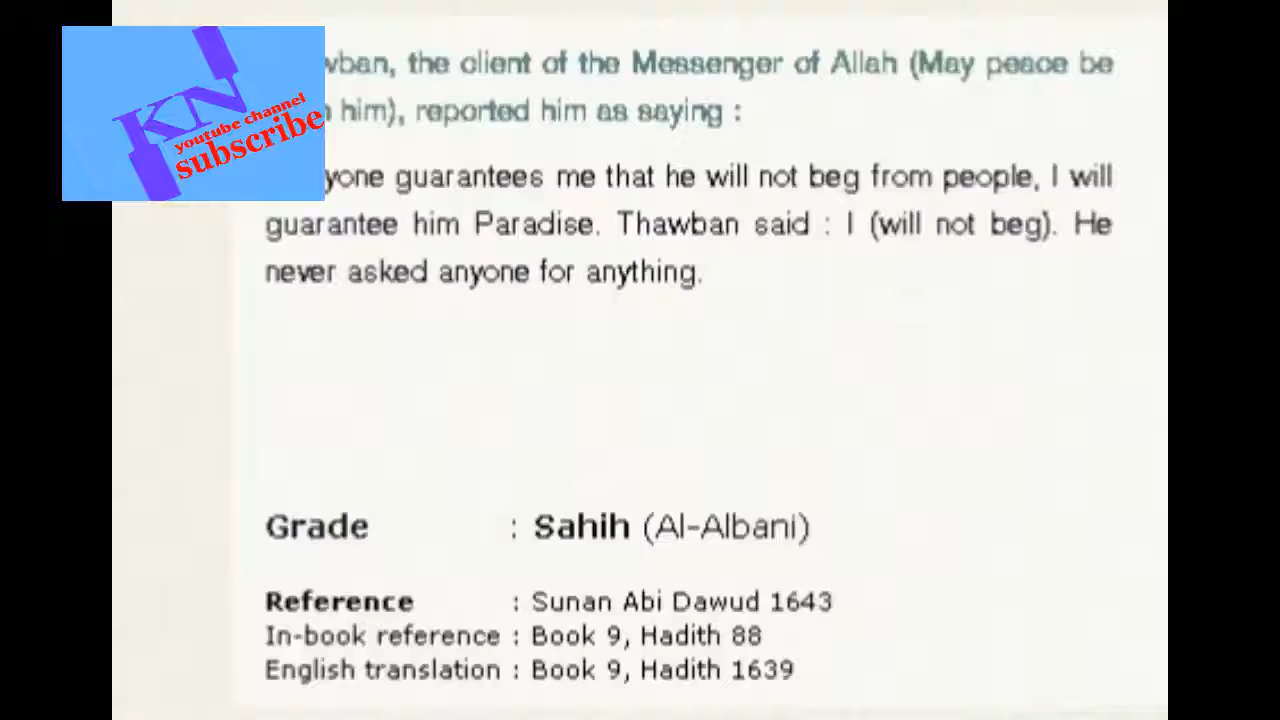 KN
youtube channel
subscribe
wban, the client of the Messenger of Allah (May peace be
him), reported him as saying :
yone guarantees me that he will not beg from people, I will
guarantee him Paradise. Thawban said : I (will not beg). He
never asked anyone for anything.
Grade : Sahih (Al-Albani)
Reference : Sunan Abi Dawud 1643
In-book reference : Book 9, Hadith 88
English translation : Book 9, Hadith 1639